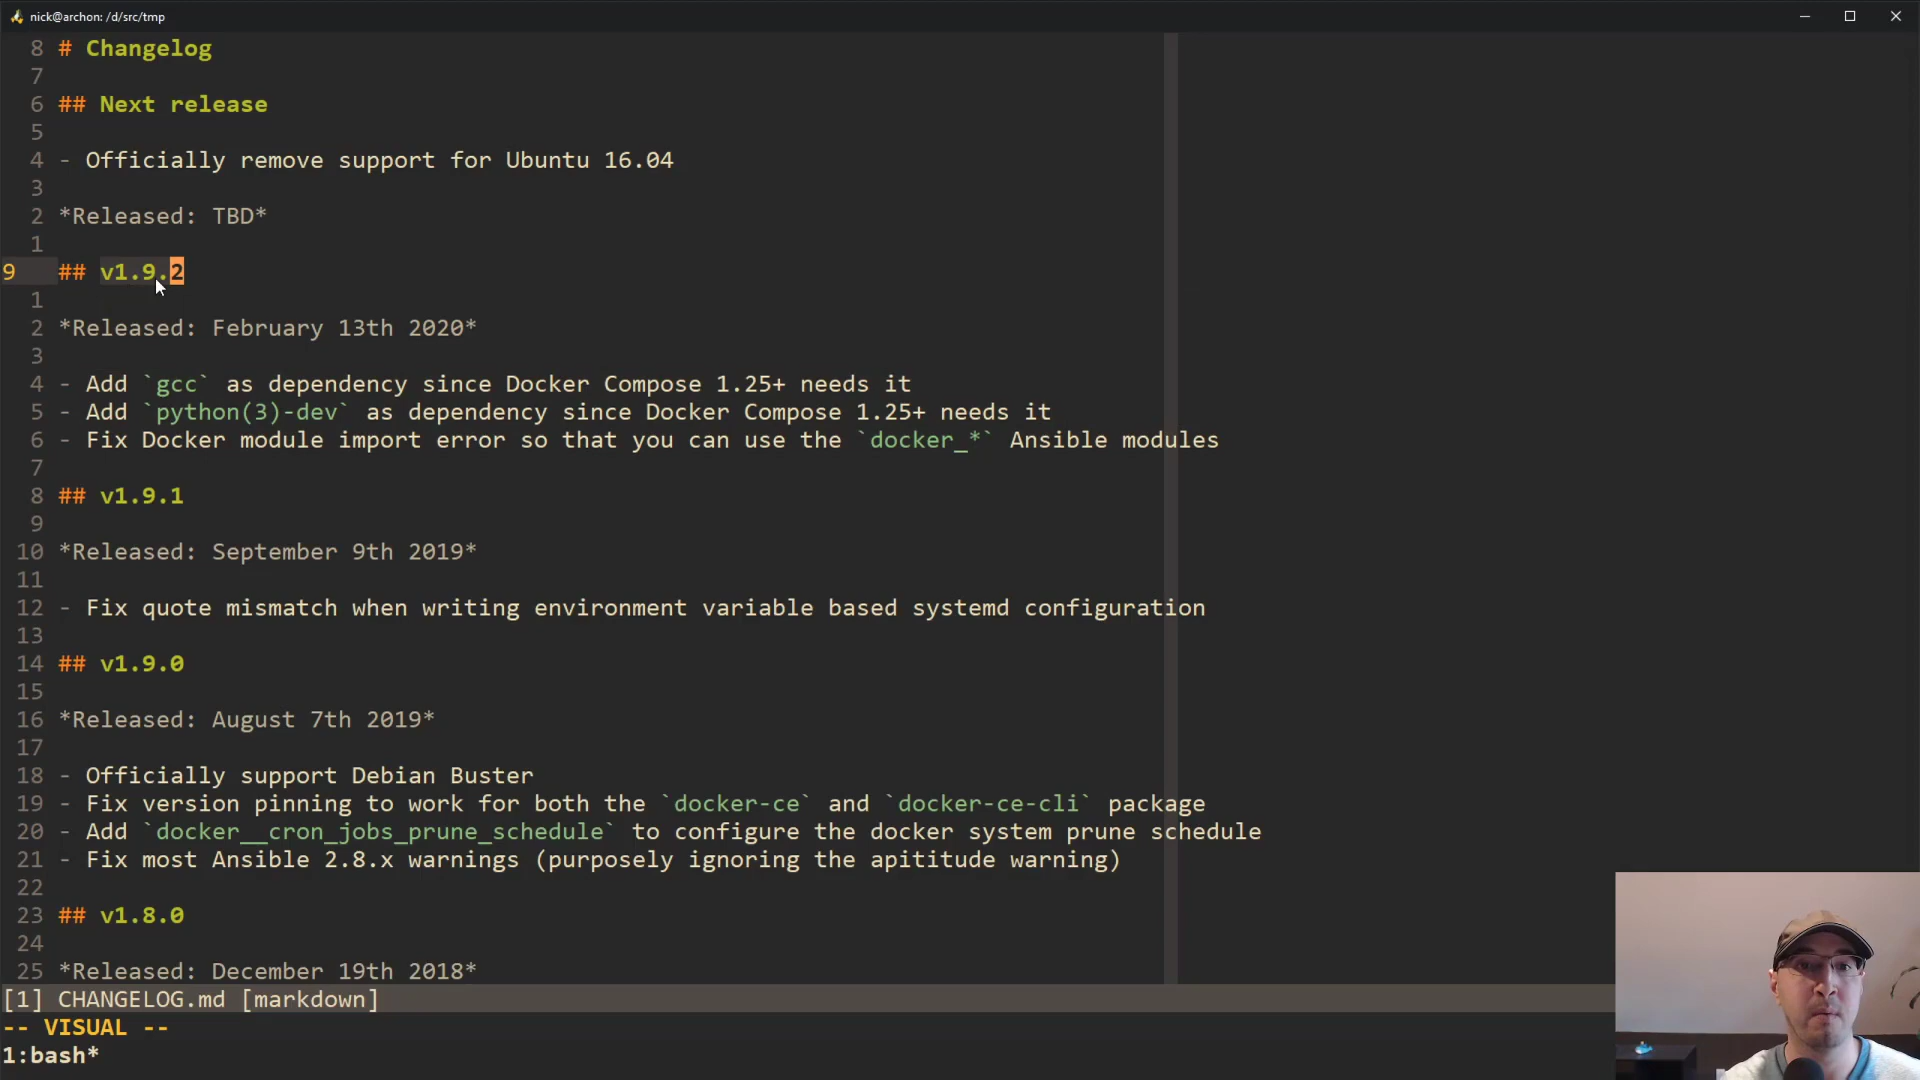 nick@archon: /d/src/tmp
8 # Changelog
7
6 ## Next release
5
4 - Officially remove support for Ubuntu 16.04
3
2 *Released: TBD*
1
9 ## v1.9.2
1
2 *Released: February 13th 2020*
3
4 - Add `gcc` as dependency since Docker Compose 1.25+ needs it
5 - Add `python(3)-dev` as dependency since Docker Compose 1.25+ needs it
6 - Fix Docker module import error so that you can use the `docker_*` Ansible modules
7
8 ## v1.9.1
9
10 *Released: September 9th 2019*
11
12 - Fix quote mismatch when writing environment variable based systemd configuration
13
14 ## v1.9.0
15
16 *Released: August 7th 2019*
17
18 - Officially support Debian Buster
19 - Fix version pinning to work for both the `docker-ce` and `docker-ce-cli` package
20 - Add `docker__cron_jobs_prune_schedule` to configure the docker system prune schedule
21 - Fix most Ansible 2.8.x warnings (purposely ignoring the apititude warning)
22
23 ## v1.8.0
24
25 *Released: December 19th 2018*
[1] CHANGELOG.md [markdown]
-- VISUAL --
1:bash*